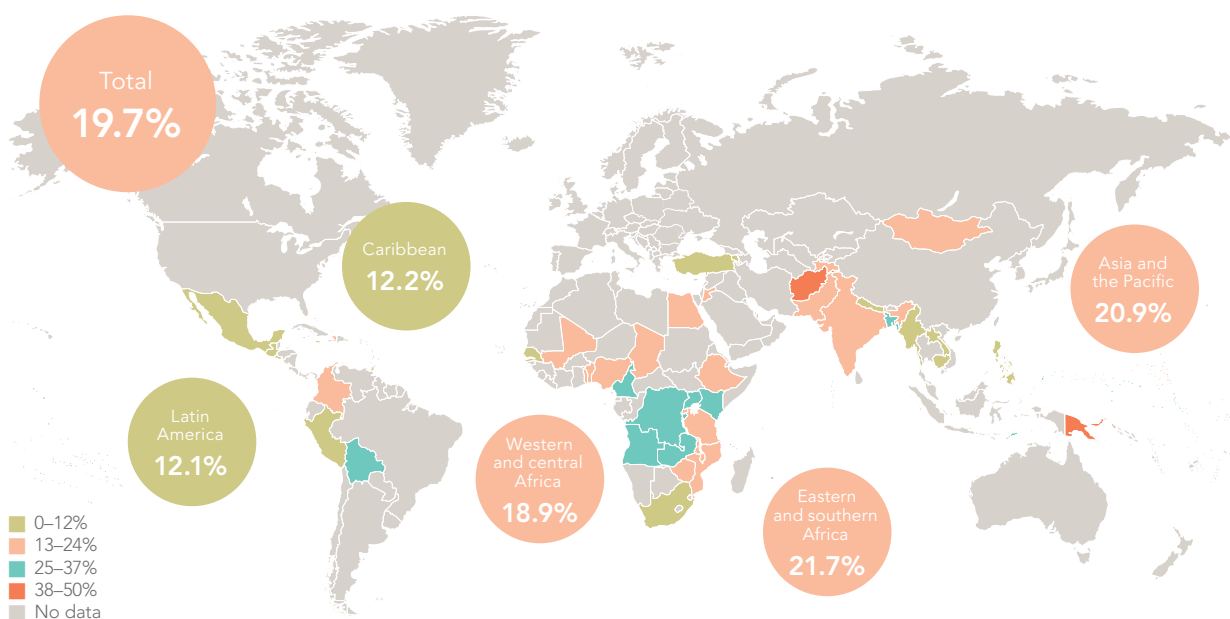 Total
19.7%
Caribbean
12.2%
Asia and
the Pacific
20.9%
Latin
America
12.1%
Western
and central
Africa
18.9%
Eastern
and southern
Africa
21.7%
0–12%
13–24%
25–37%
38–50%
No data